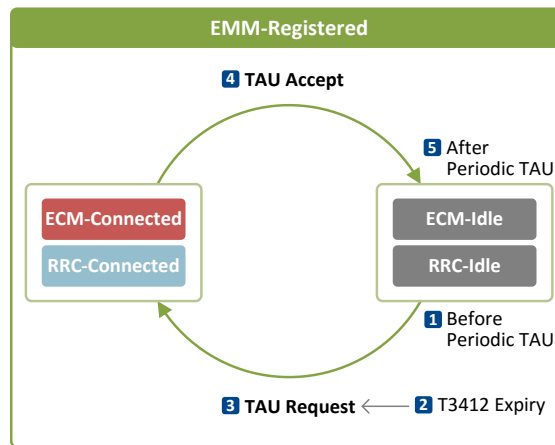 EMM-Registered
4 TAU Accept
5 After
Periodic TAU
ECM-Connected
RRC-Connected
ECM-Idle
RRC-Idle
1 Before
Periodic TAU
3 TAU Request
2 T3412 Expiry